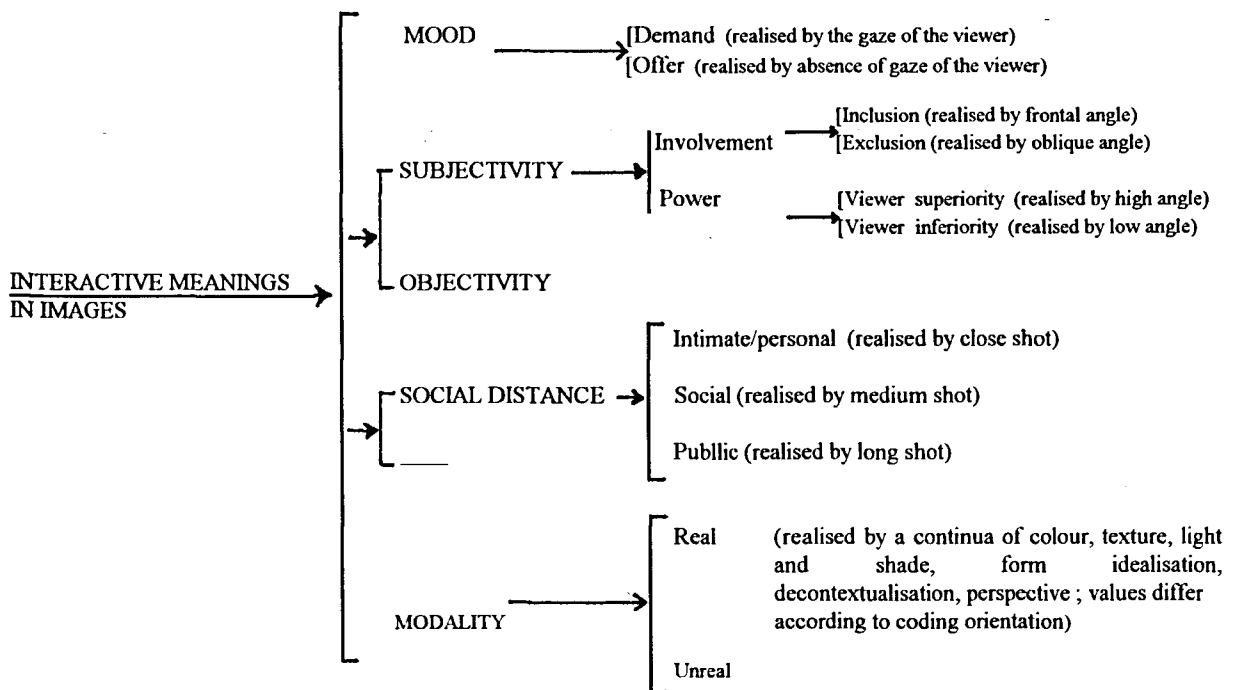 MOOD
[Demand (realised by the gaze of the viewer)
[Offer (realised by absence of gaze of the viewer)
[Inclusion (realised by frontal angle)
Involvement
[Exclusion (realised by oblique angle)
SUBJECTIVITY
Power
[Viewer superiority (realised by high angle)
[Viewer inferiority (realised by low angle)
OBJECTIVITY
INTERACTIVE MEANINGS
IN IMAGES
Intimate/personal (realised by close shot)
SOCIAL DISTANCE
Social (realised by medium shot)
Publlic (realised by long shot)
Real (realised by a continua of colour, texture, light
and shade, form idealisation,
decontextualisation, perspective ; values differ
according to coding orientation)
MODALITY
Unreal